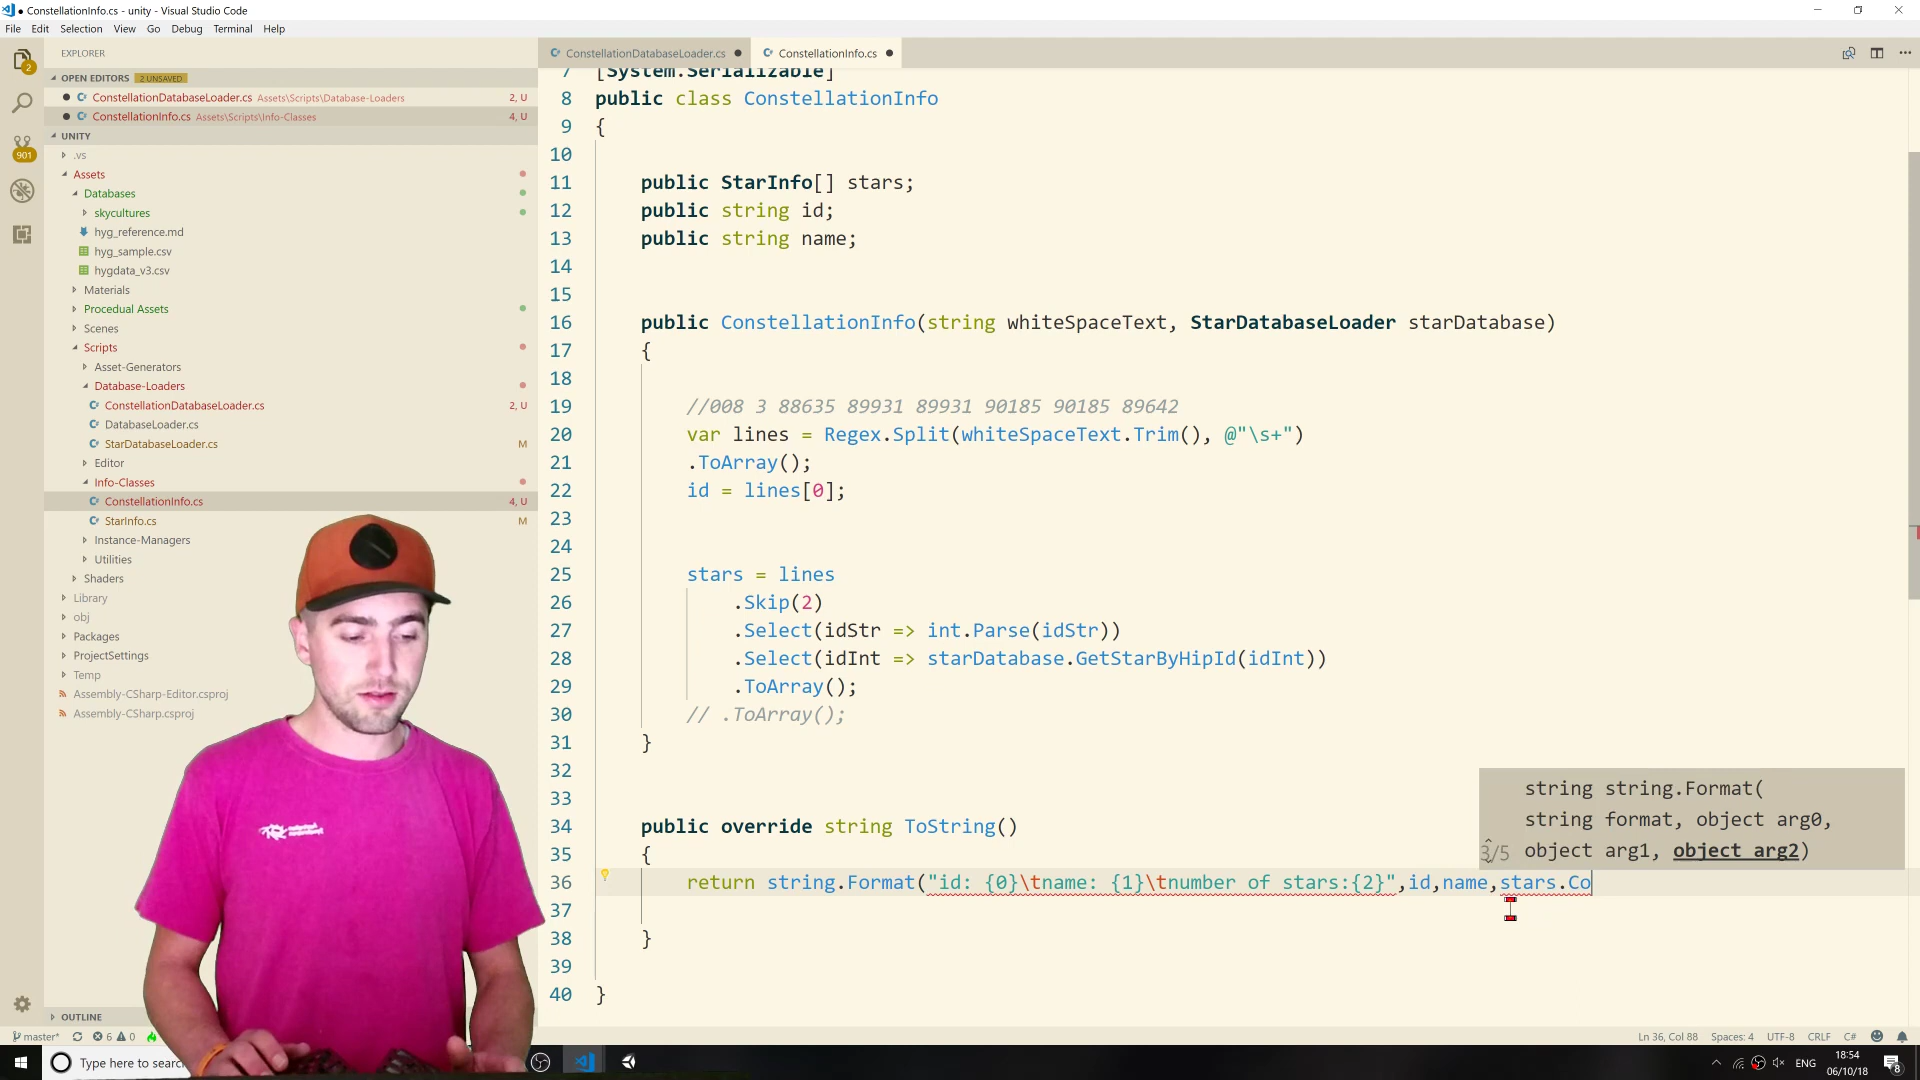 ConstellationInfo.cs - unity - Visual Studio Code
File Edit Selection View Go Debug Terminal Help
EXPLORER
ConstellationDatabaseLoader.cs
ConstellationInfo.cs
OPEN EDITORS 2 UNSAVED
ConstellationDatabaseLoader.cs Assets\Scripts\Database-Loaders 2, U
ConstellationInfo.cs Assets\Scripts\Info-Classes 4, U
UNITY
.vs
Assets
Databases
skycultures
hyg_reference.md
hyg_sample.csv
hygdata_v3.csv
Materials
Procedual Assets
Scenes
Scripts
Asset-Generators
Database-Loaders
ConstellationDatabaseLoader.cs 2, U
DatabaseLoader.cs
StarDatabaseLoader.cs M
Editor
Info-Classes
ConstellationInfo.cs 4, U
StarInfo.cs M
Instance-Managers
Utilities
Shaders
Library
obj
Packages
ProjectSettings
Temp
Assembly-CSharp-Editor.csproj
Assembly-CSharp.csproj
OUTLINE
2
901
7 [System.Serializable]
8 public class ConstellationInfo
9 {
10
11 public StarInfo[] stars;
12 public string id;
13 public string name;
14
15
16 public ConstellationInfo(string whiteSpaceText, StarDatabaseLoader starDatabase)
17 {
18
19 //008 3 88635 89931 89931 90185 90185 89642
20 var lines = Regex.Split(whiteSpaceText.Trim(), @"\s+")
21 .ToArray();
22 id = lines[0];
23
24
25 stars = lines
26 .Skip(2)
27 .Select(idStr => int.Parse(idStr))
28 .Select(idInt => starDatabase.GetStarByHipId(idInt))
29 .ToArray();
30 // .ToArray();
31 }
32
33
34 public override string ToString()
35 {
36 return string.Format("id: {0}\tname: {1}\tnumber of stars:{2}",id,name,stars.Co
37
38 }
39
40 }
string string.Format(
string format, object arg0,
3/5 object arg1, object arg2)
master* 6 0
Ln 36, Col 88 Spaces: 4 UTF-8 CRLF C#
Type here to searc
ENG
18:54
06/10/18
8